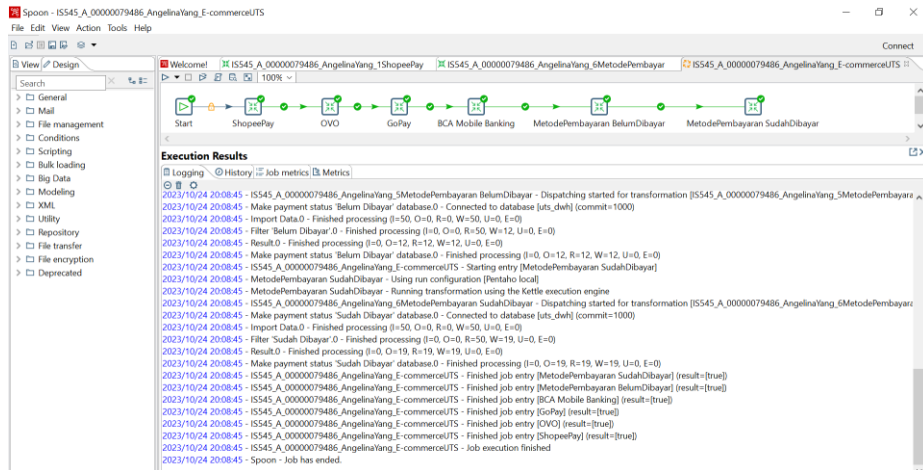 Spoon - IS545_A_00000079486_AngelinaYang_E-commerceUTS
File Edit View Action Tools Help
Connect
View Design
Welcome! IS545_A_00000079486_AngelinaYang_1ShopeePay IS545_A_00000079486_AngelinaYang_6MetodePembayar IS545_A_00000079486_AngelinaYang_E-commerceUTS
Search
100%
General
Mail
File management
Conditions
Scripting
Bulk loading
Big Data
Modeling
XML
Utility
Repository
File transfer
File encryption
Deprecated
Start ShopeePay OVO GoPay BCA Mobile Banking MetodePembayaran BelumDibayar MetodePembayaran SudahDibayar
Execution Results
Logging History Job metrics Metrics
2023/10/24 20:08:45 - IS545_A_00000079486_AngelinaYang_5MetodePembayaran BelumDibayar - Dispatching started for transformation [IS545_A_00000079486_AngelinaYang_5MetodePembayara
2023/10/24 20:08:45 - Make payment status 'Belum Dibayar' database.0 - Connected to database [uts_dwh] (commit=1000)
2023/10/24 20:08:45 - Import Data.0 - Finished processing (I=50, O=0, R=0, W=50, U=0, E=0)
2023/10/24 20:08:45 - Filter 'Belum Dibayar'.0 - Finished processing (I=0, O=0, R=50, W=12, U=0, E=0)
2023/10/24 20:08:45 - Result.0 - Finished processing (I=0, O=12, R=12, W=12, U=0, E=0)
2023/10/24 20:08:45 - Make payment status 'Belum Dibayar' database.0 - Finished processing (I=0, O=12, R=12, W=12, U=0, E=0)
2023/10/24 20:08:45 - IS545_A_00000079486_AngelinaYang_E-commerceUTS - Starting entry [MetodePembayaran SudahDibayar]
2023/10/24 20:08:45 - MetodePembayaran SudahDibayar - Using run configuration [Pentaho local]
2023/10/24 20:08:45 - MetodePembayaran SudahDibayar - Running transformation using the Kettle execution engine
2023/10/24 20:08:45 - IS545_A_00000079486_AngelinaYang_6MetodePembayaran SudahDibayar - Dispatching started for transformation [IS545_A_00000079486_AngelinaYang_6MetodePembayara
2023/10/24 20:08:45 - Make payment status 'Sudah Dibayar' database.0 - Connected to database [uts_dwh] (commit=1000)
2023/10/24 20:08:45 - Import Data.0 - Finished processing (I=50, O=0, R=0, W=50, U=0, E=0)
2023/10/24 20:08:45 - Filter 'Sudah Dibayar'.0 - Finished processing (I=0, O=0, R=50, W=19, U=0, E=0)
2023/10/24 20:08:45 - Result.0 - Finished processing (I=0, O=19, R=19, W=19, U=0, E=0)
2023/10/24 20:08:45 - Make payment status 'Sudah Dibayar' database.0 - Finished processing (I=0, O=19, R=19, W=19, U=0, E=0)
2023/10/24 20:08:45 - IS545_A_00000079486_AngelinaYang_E-commerceUTS - Finished job entry [MetodePembayaran SudahDibayar] (result=[true])
2023/10/24 20:08:45 - IS545_A_00000079486_AngelinaYang_E-commerceUTS - Finished job entry [MetodePembayaran BelumDibayar] (result=[true])
2023/10/24 20:08:45 - IS545_A_00000079486_AngelinaYang_E-commerceUTS - Finished job entry [BCA Mobile Banking] (result=[true])
2023/10/24 20:08:45 - IS545_A_00000079486_AngelinaYang_E-commerceUTS - Finished job entry [GoPay] (result=[true])
2023/10/24 20:08:45 - IS545_A_00000079486_AngelinaYang_E-commerceUTS - Finished job entry [OVO] (result=[true])
2023/10/24 20:08:45 - IS545_A_00000079486_AngelinaYang_E-commerceUTS - Finished job entry [ShopeePay] (result=[true])
2023/10/24 20:08:45 - IS545_A_00000079486_AngelinaYang_E-commerceUTS - Job execution finished
2023/10/24 20:08:45 - Spoon - Job has ended.